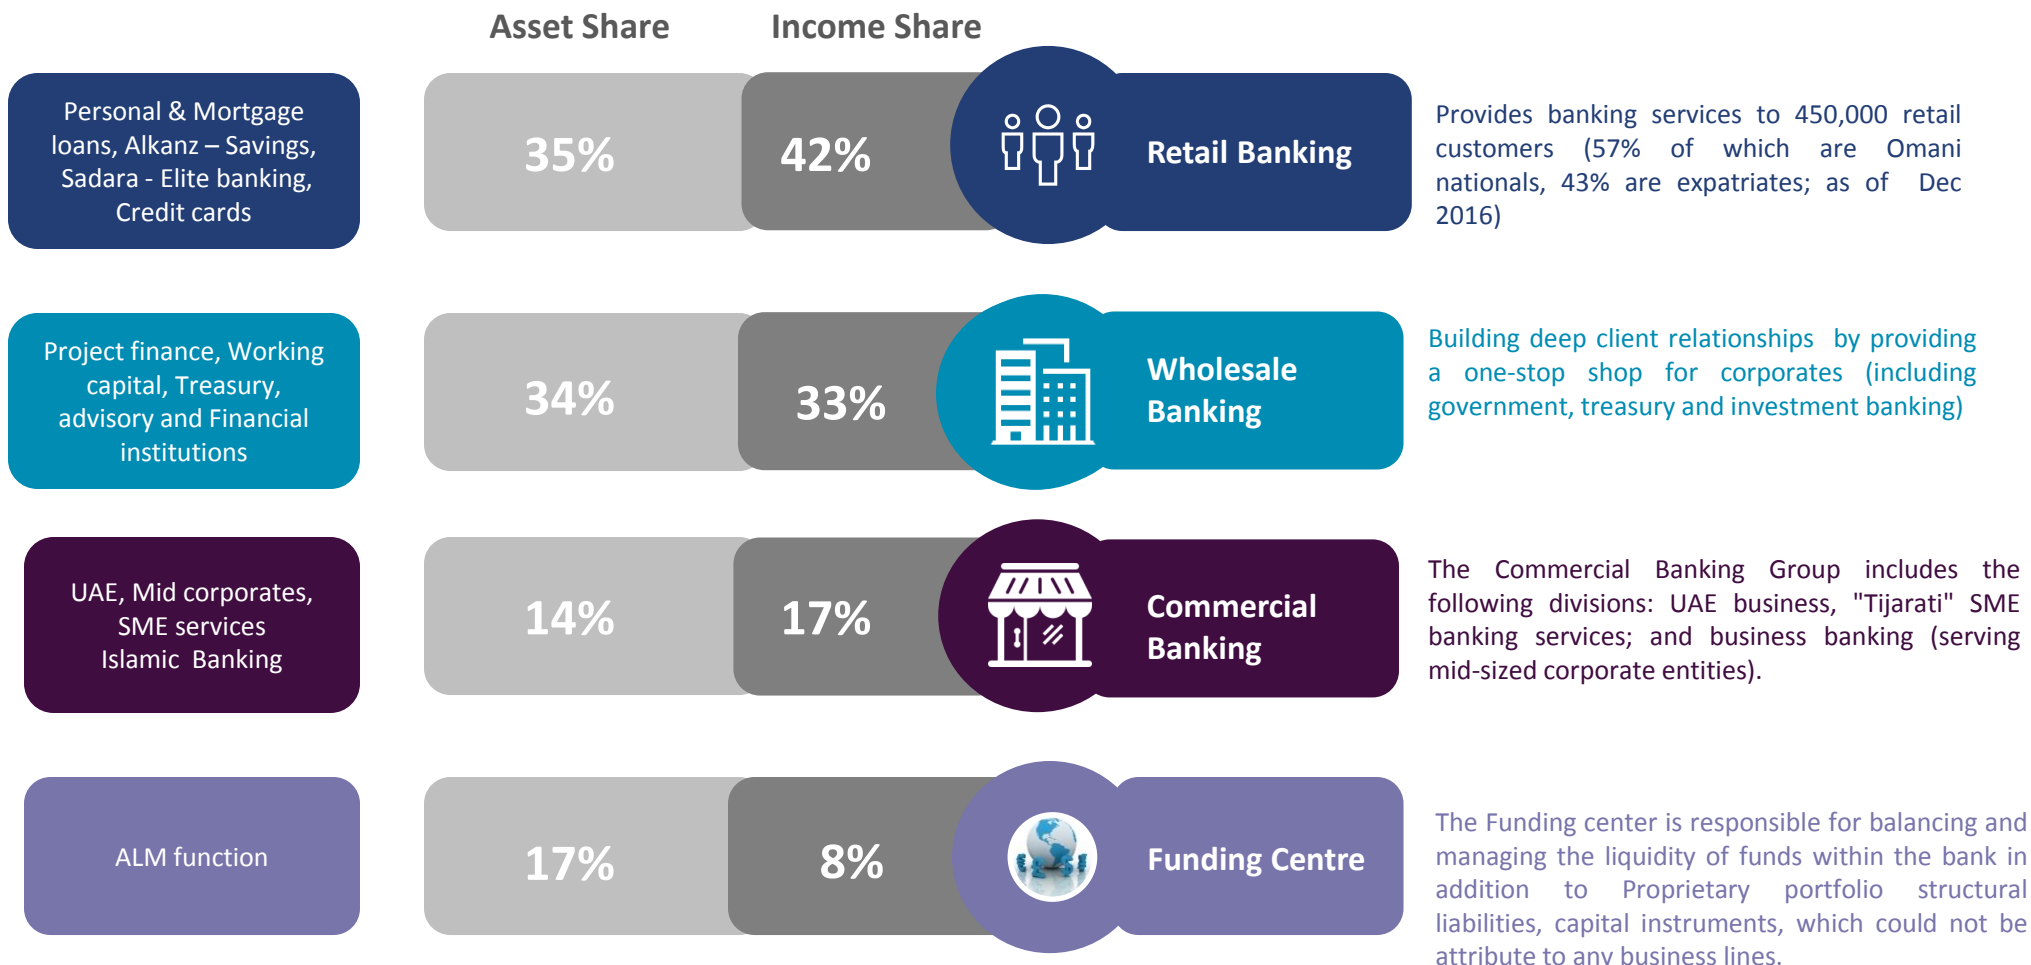 Asset Share
Income Share
Personal & Mortgage
loans, Alkanz – Savings,
Sadara - Elite banking,
Credit cards
35%
42%
Retail Banking
Provides banking services to 450,000 retail
customers (57% of which are Omani
nationals, 43% are expatriates; as of Dec
2016)
Project finance, Working
capital, Treasury,
advisory and Financial
institutions
34%
33%
Wholesale
Banking
Building deep client relationships by providing
a one-stop shop for corporates (including
government, treasury and investment banking)
UAE, Mid corporates,
SME services
Islamic Banking
14%
17%
Commercial
Banking
The Commercial Banking Group includes the
following divisions: UAE business, "Tijarati" SME
banking services; and business banking (serving
mid-sized corporate entities).
ALM function
17%
8%
Funding Centre
The Funding center is responsible for balancing and
managing the liquidity of funds within the bank in
addition to Proprietary portfolio structural
liabilities, capital instruments, which could not be
attribute to any business lines.